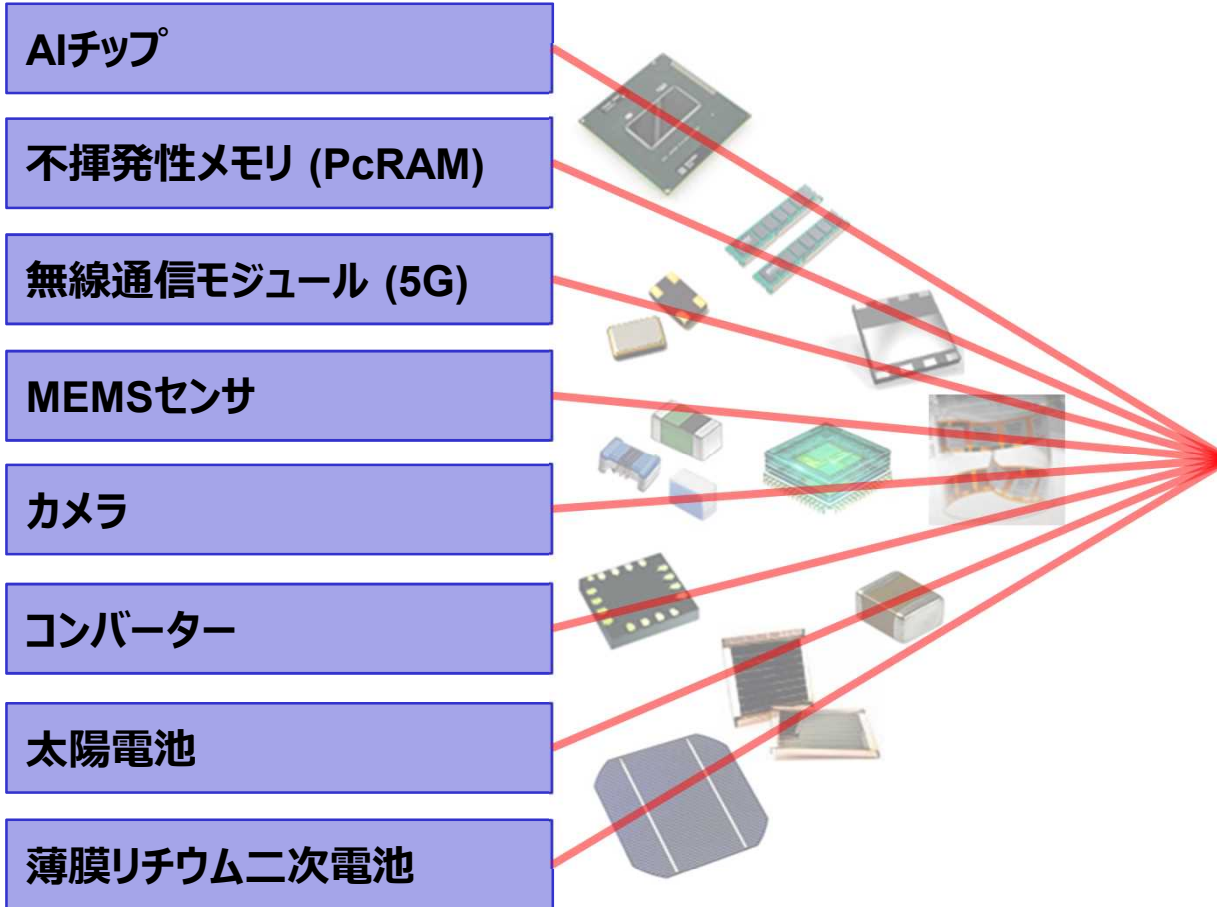 AIチップ
不揮発性メモリ (PcRAM)
無線通信モジュール (5G)
MEMSセンサ
カメラ
コンバーター
太陽電池
薄膜リチウム二次電池